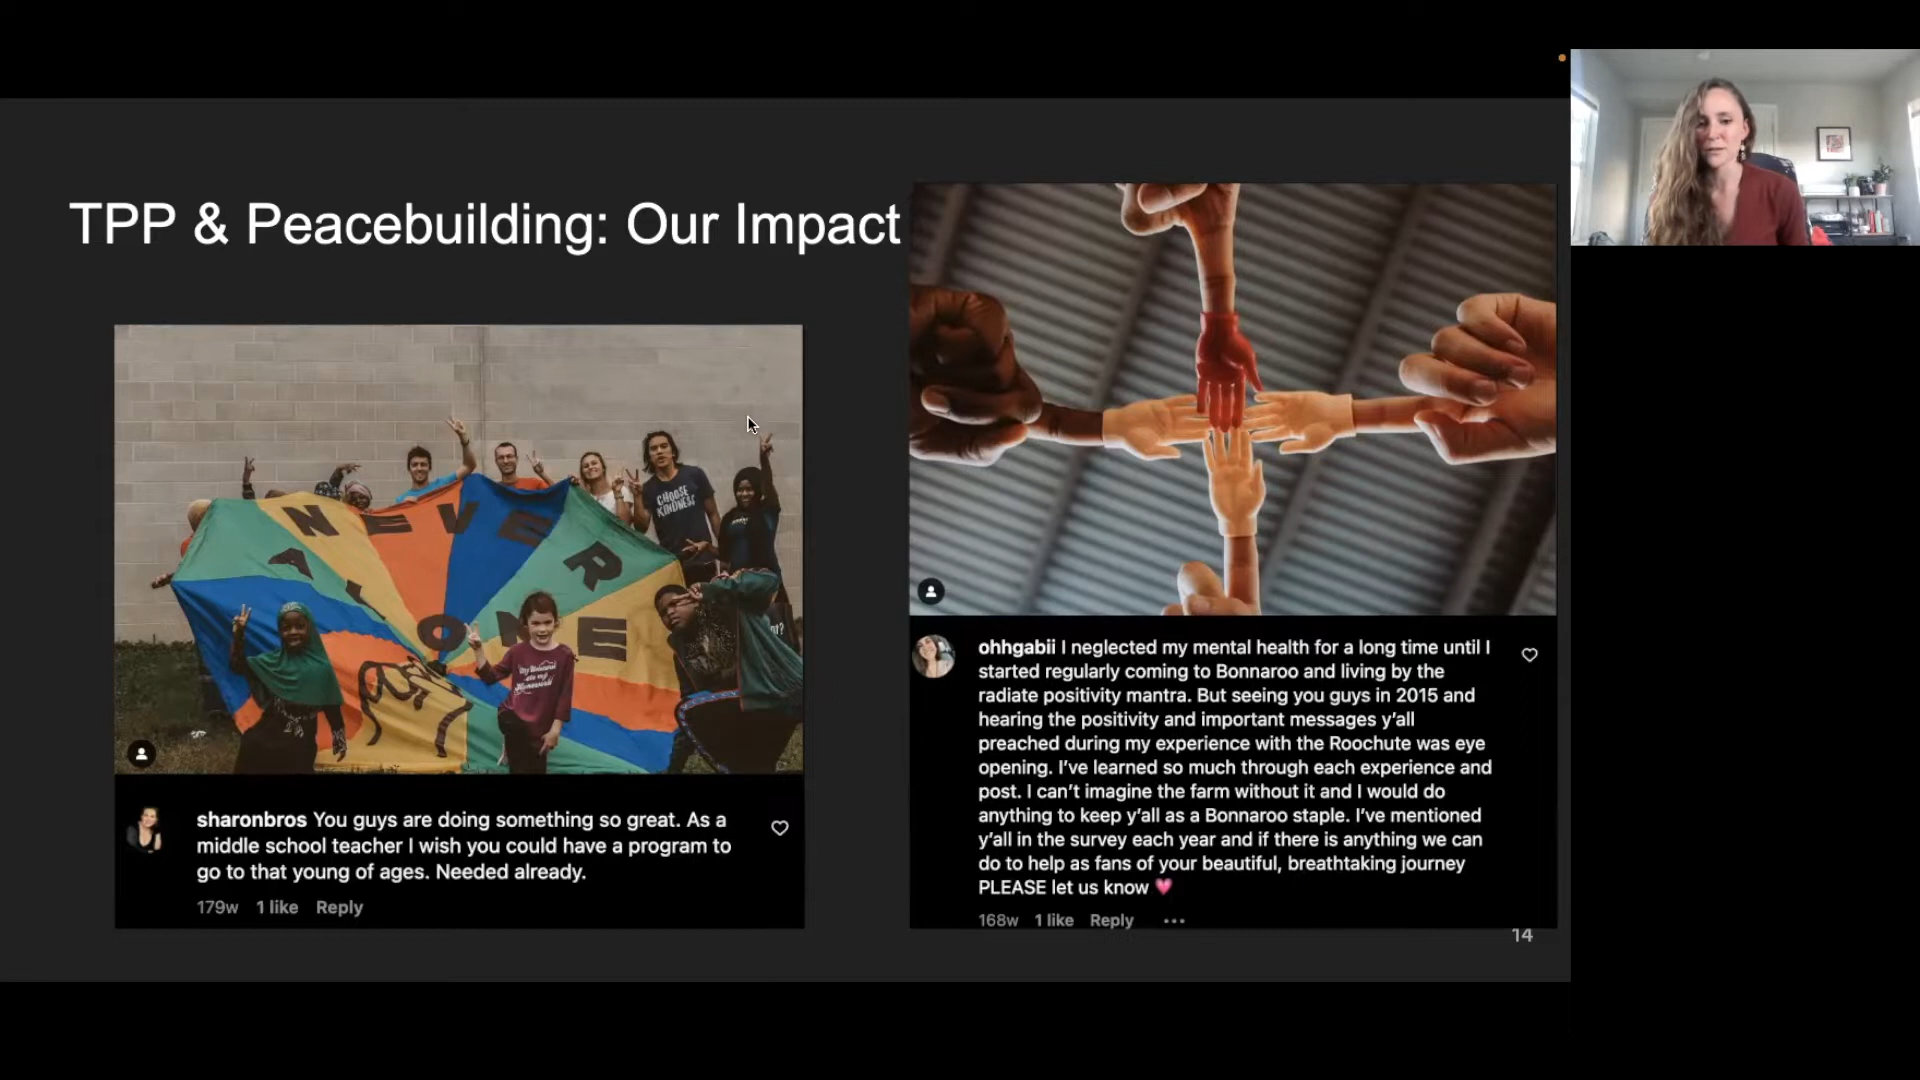 TPP & Peacebuilding: Our Impact
NEVER
ALONE
CHOOSE
KINDNESS
sharonbros You guys are doing something so great. As a
middle school teacher I wish you could have a program to
go to that young of ages. Needed already.
179w 1 like Reply
ohhgabii I neglected my mental health for a long time until I
started regularly coming to Bonnaroo and living by the
radiate positivity mantra. But seeing you guys in 2015 and
hearing the positivity and important messages y’all
preached during my experience with the Roochute was eye
opening. I’ve learned so much through each experience and
post. I can’t imagine the farm without it and I would do
anything to keep y’all as a Bonnaroo staple. I’ve mentioned
y’all in the survey each year and if there is anything we can
do to help as fans of your beautiful, breathtaking journey
PLEASE let us know 💗
168w 1 like Reply ...
14